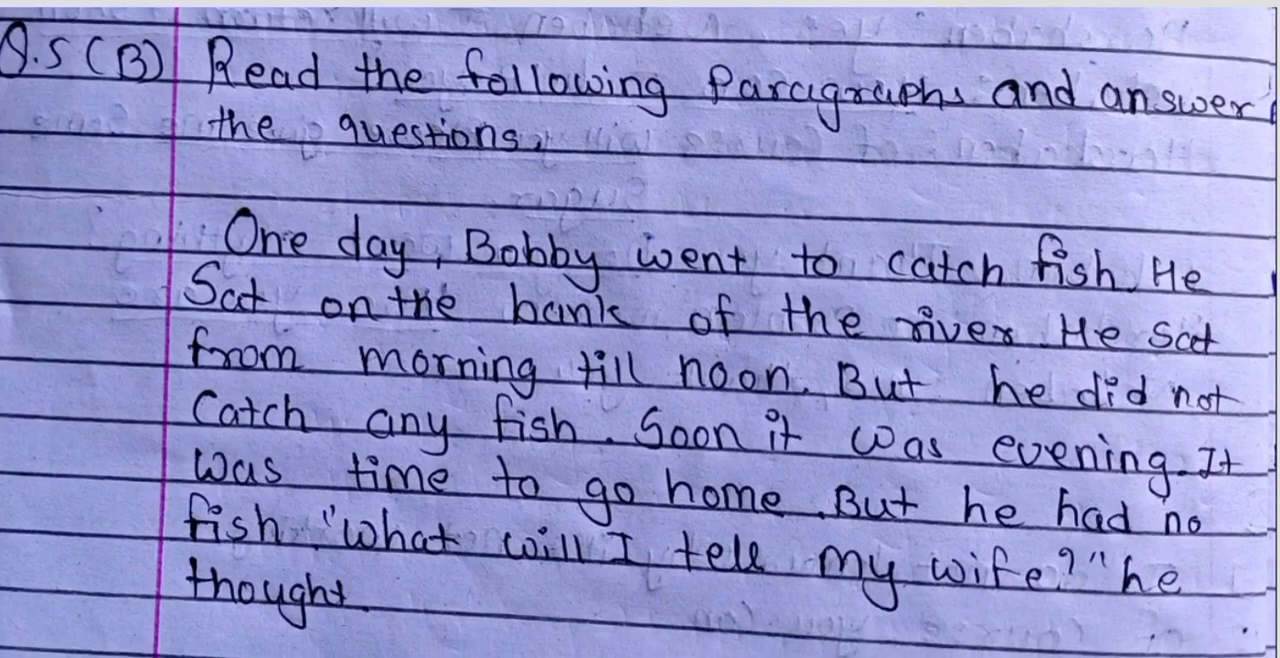 Q.5 (B) Read the following Paragraphs and answer
the questions.
One day, Bobby went to catch fish. He
Sat on the bank of the river. He sat
from morning till noon. But he did not
Catch any fish. Soon it was evening. It
was time to go home. But he had no
fish. "What will I tell my wife?" he
thought.